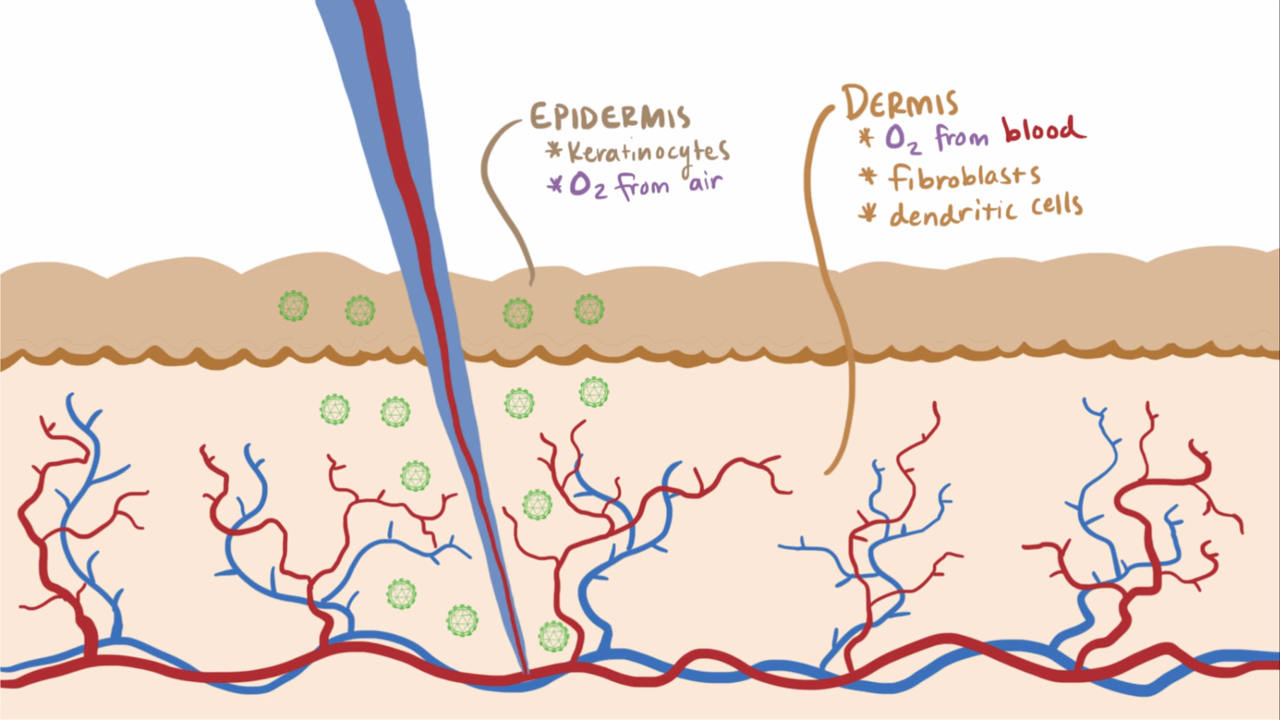 EPIDERMIS
* Keratinocytes
* O₂ from air
DERMIS
* O₂ from blood
* fibroblasts
* dendritic cells